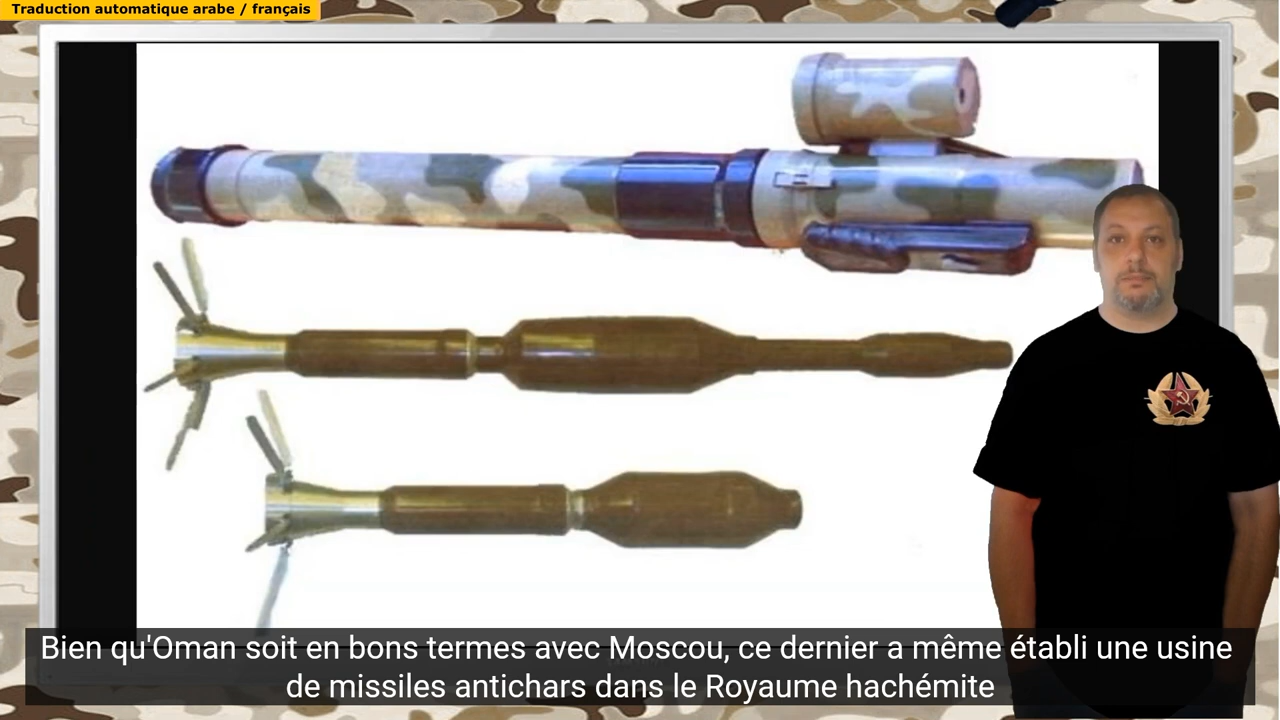 Traduction automatique arabe / français
Bien qu'Oman soit en bons termes avec Moscou, ce dernier a même établi une usine
de missiles antichars dans le Royaume hachémite